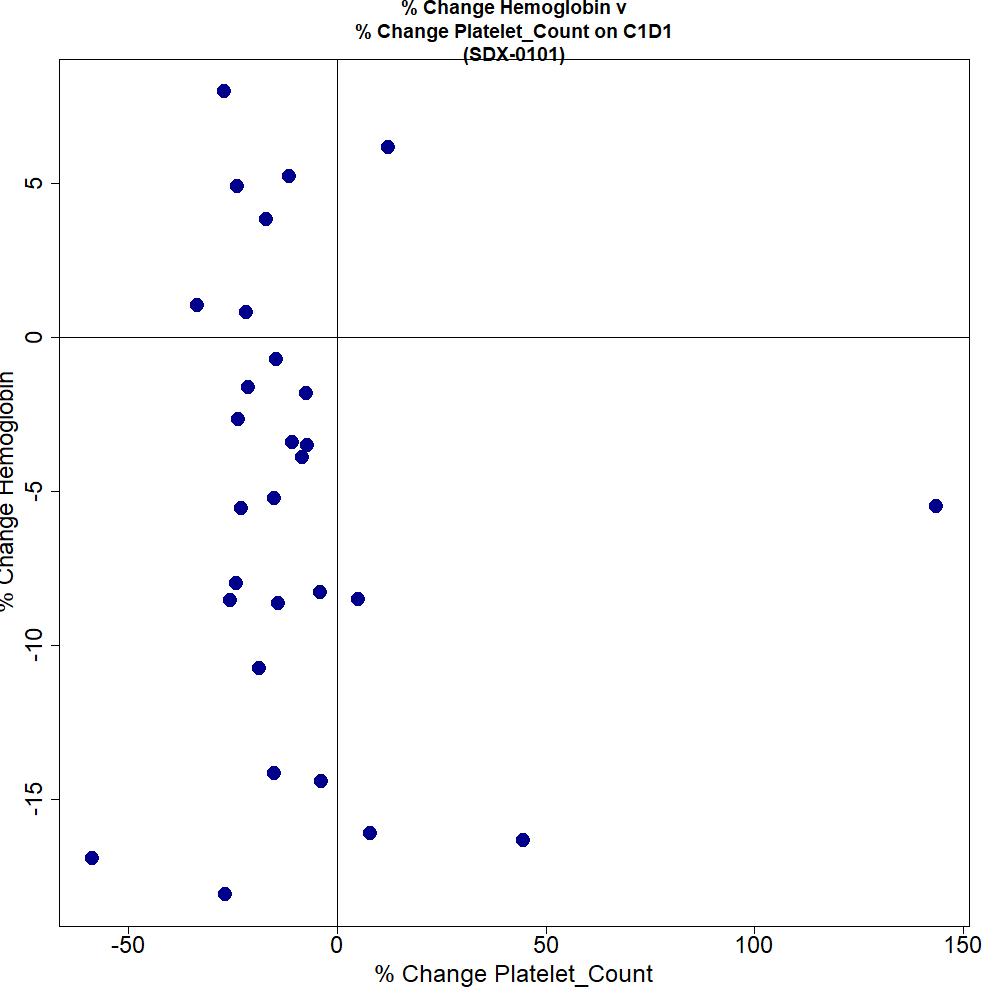 % Change Hemoglobin v
% Change Platelet_Count on C1D1
(SDX-0101)
5
0
-5
-10
-15
% Change Hemoglobin
-50
0
50
100
150
% Change Platelet_Count